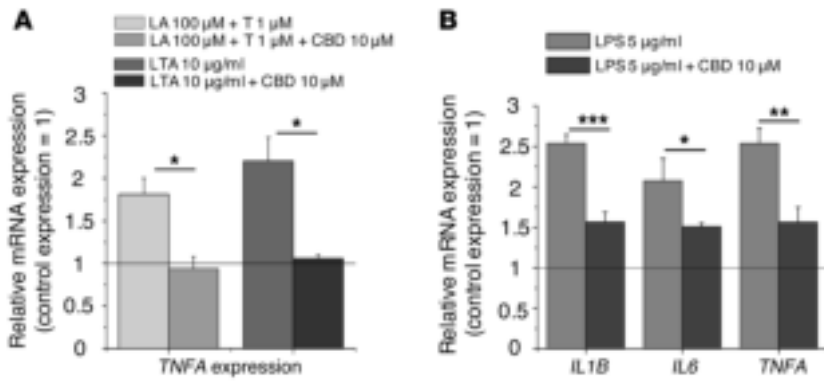 A
LA 100 µM + T 1 µM
LA 100 µM + T 1 µM + CBD 10 µM
LTA 10 µg/ml
LTA 10 µg/ml + CBD 10 µM
Relative mRNA expression
(control expression = 1)
3
2.5
2
1.5
1
0.5
0
*
*
TNFA expression
B
LPS 5 µg/ml
LPS 5 µg/ml + CBD 10 µM
Relative mRNA expression
(control expression = 1)
3
2.5
2
1.5
1
0.5
0
***
*
**
IL1B
IL6
TNFA